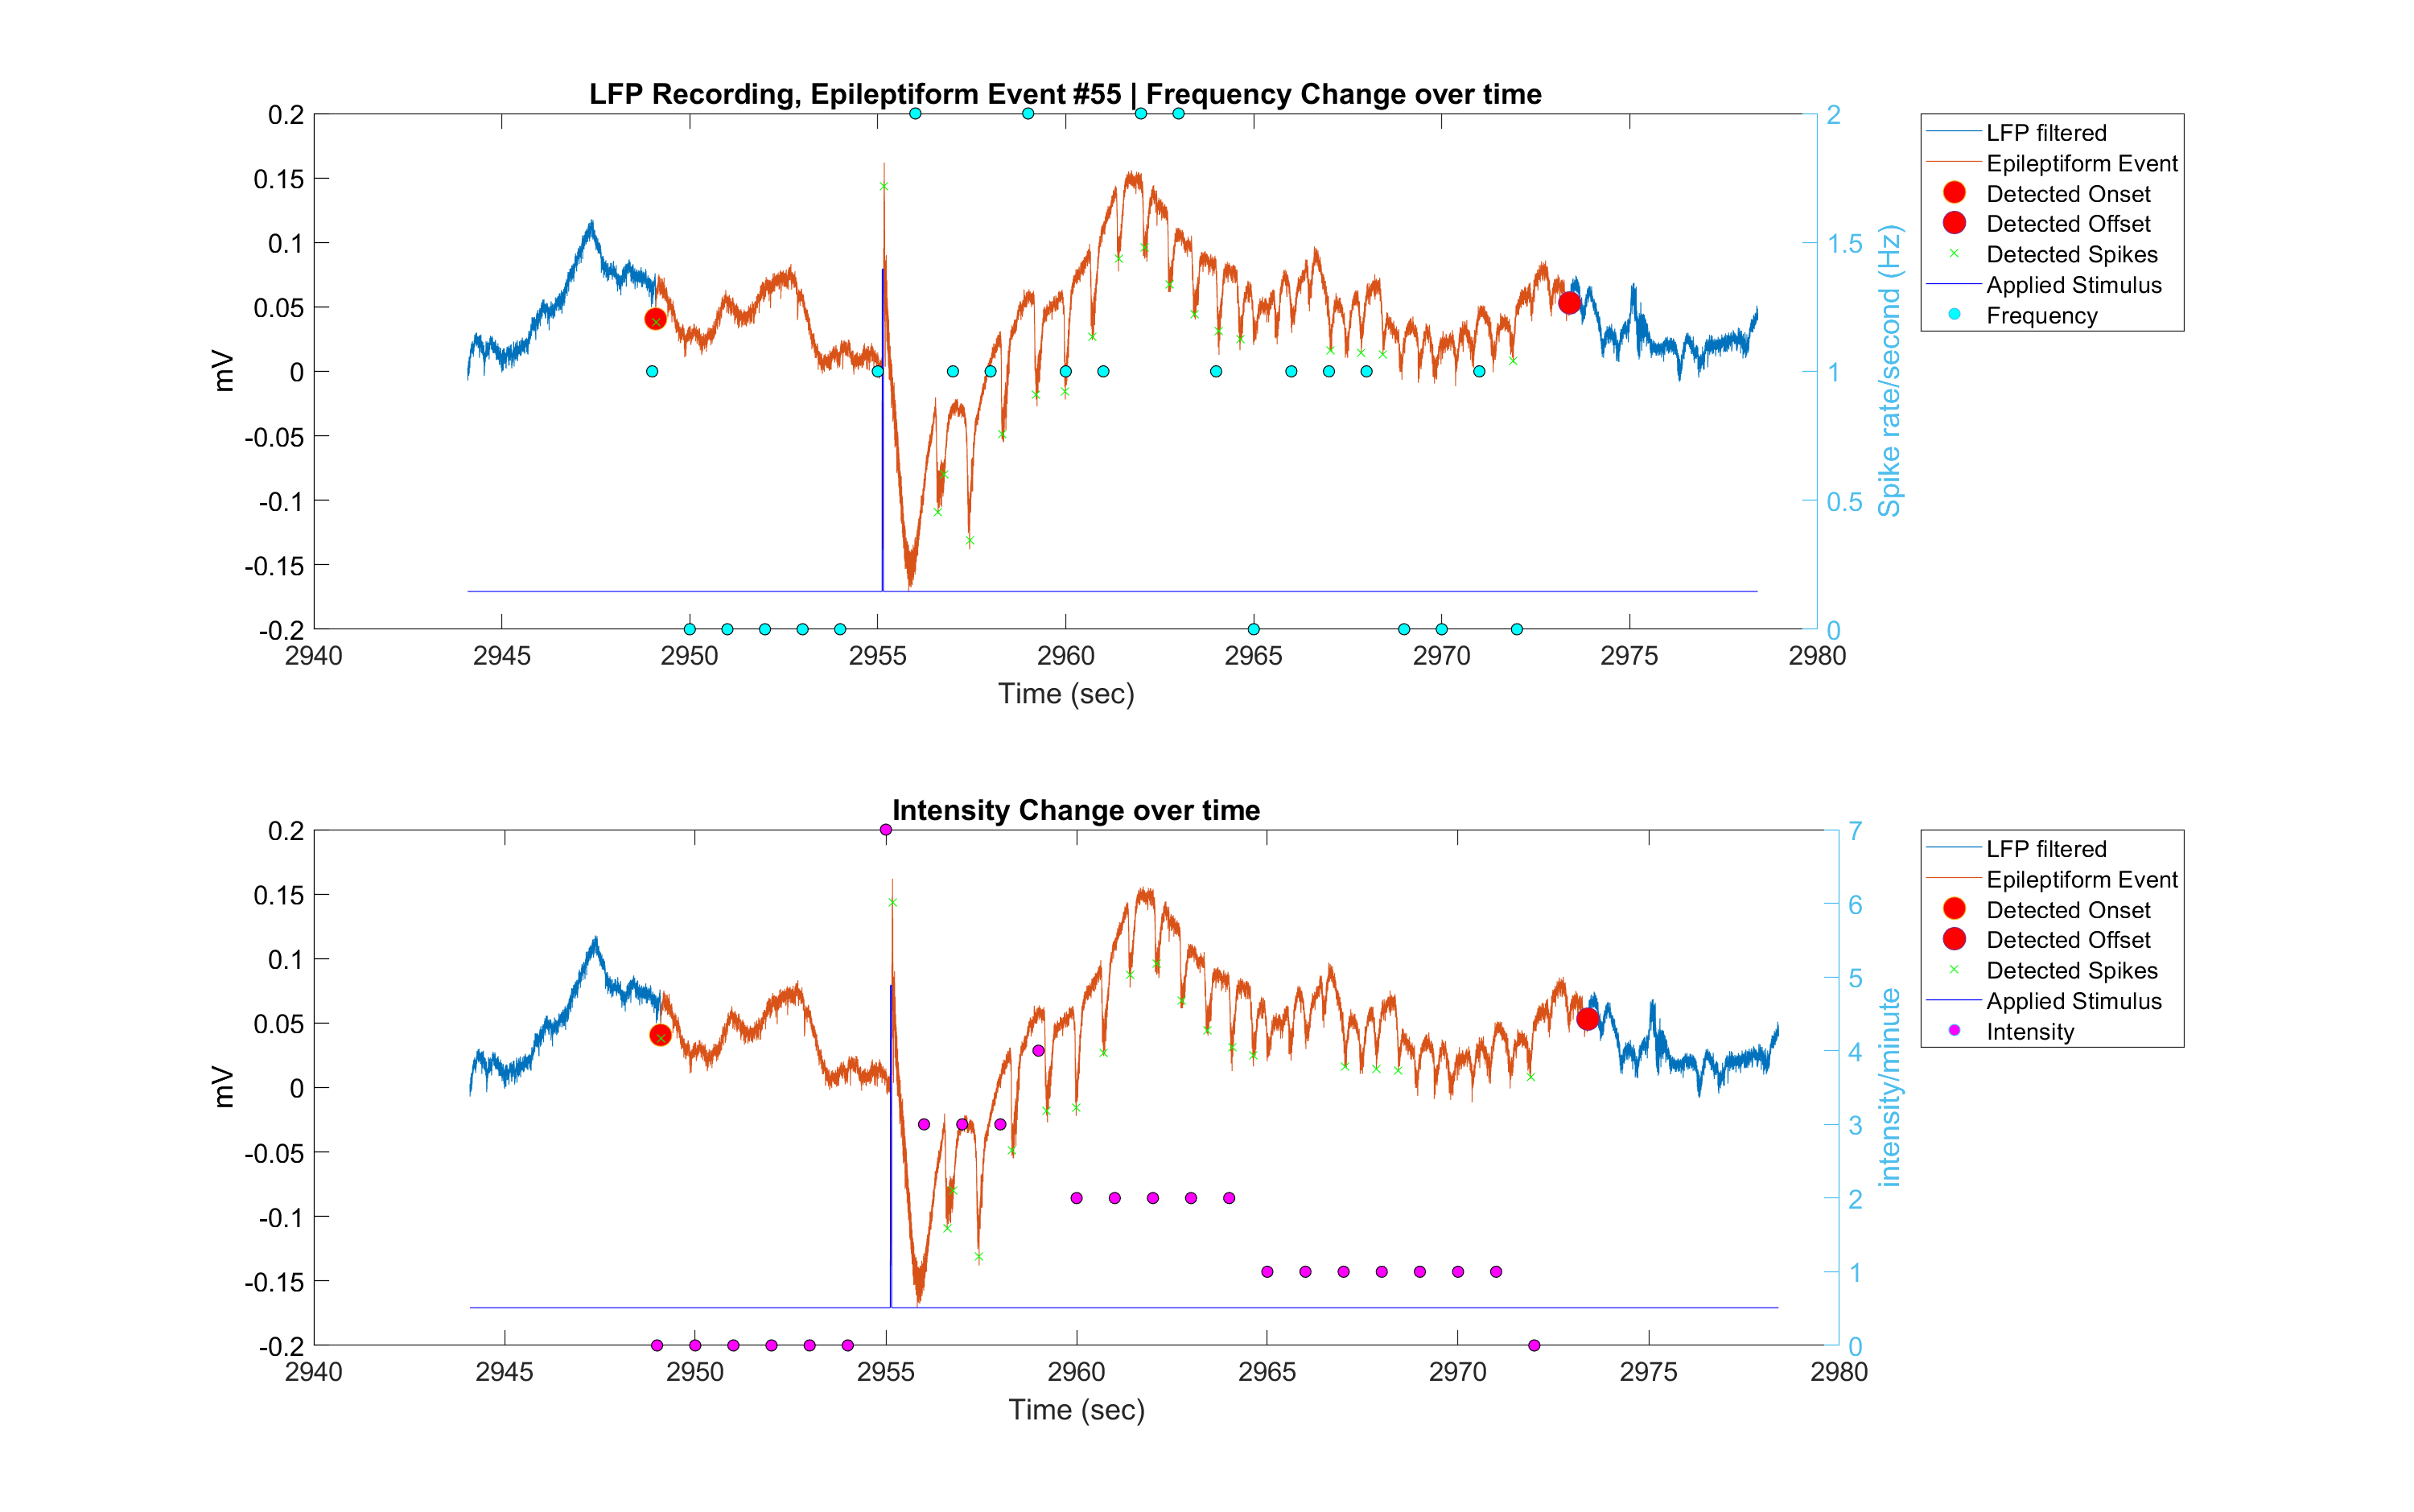 LFP Recording, Epileptiform Event #55 | Frequency Change over time
0.2
0.15
0.1
0.05
0
-0.05
-0.1
-0.15
-0.2
mV
2940 2945 2950 2955 2960 2965 2970 2975 2980
Time (sec)
2
1.5
1
0.5
0
Spike rate/second (Hz)
LFP filtered
Epileptiform Event
Detected Onset
Detected Offset
Detected Spikes
Applied Stimulus
Frequency
Intensity Change over time
0.2
0.15
0.1
0.05
0
-0.05
-0.1
-0.15
-0.2
mV
2940 2945 2950 2955 2960 2965 2970 2975 2980
Time (sec)
7
6
5
4
3
2
1
0
intensity/minute
LFP filtered
Epileptiform Event
Detected Onset
Detected Offset
Detected Spikes
Applied Stimulus
Intensity